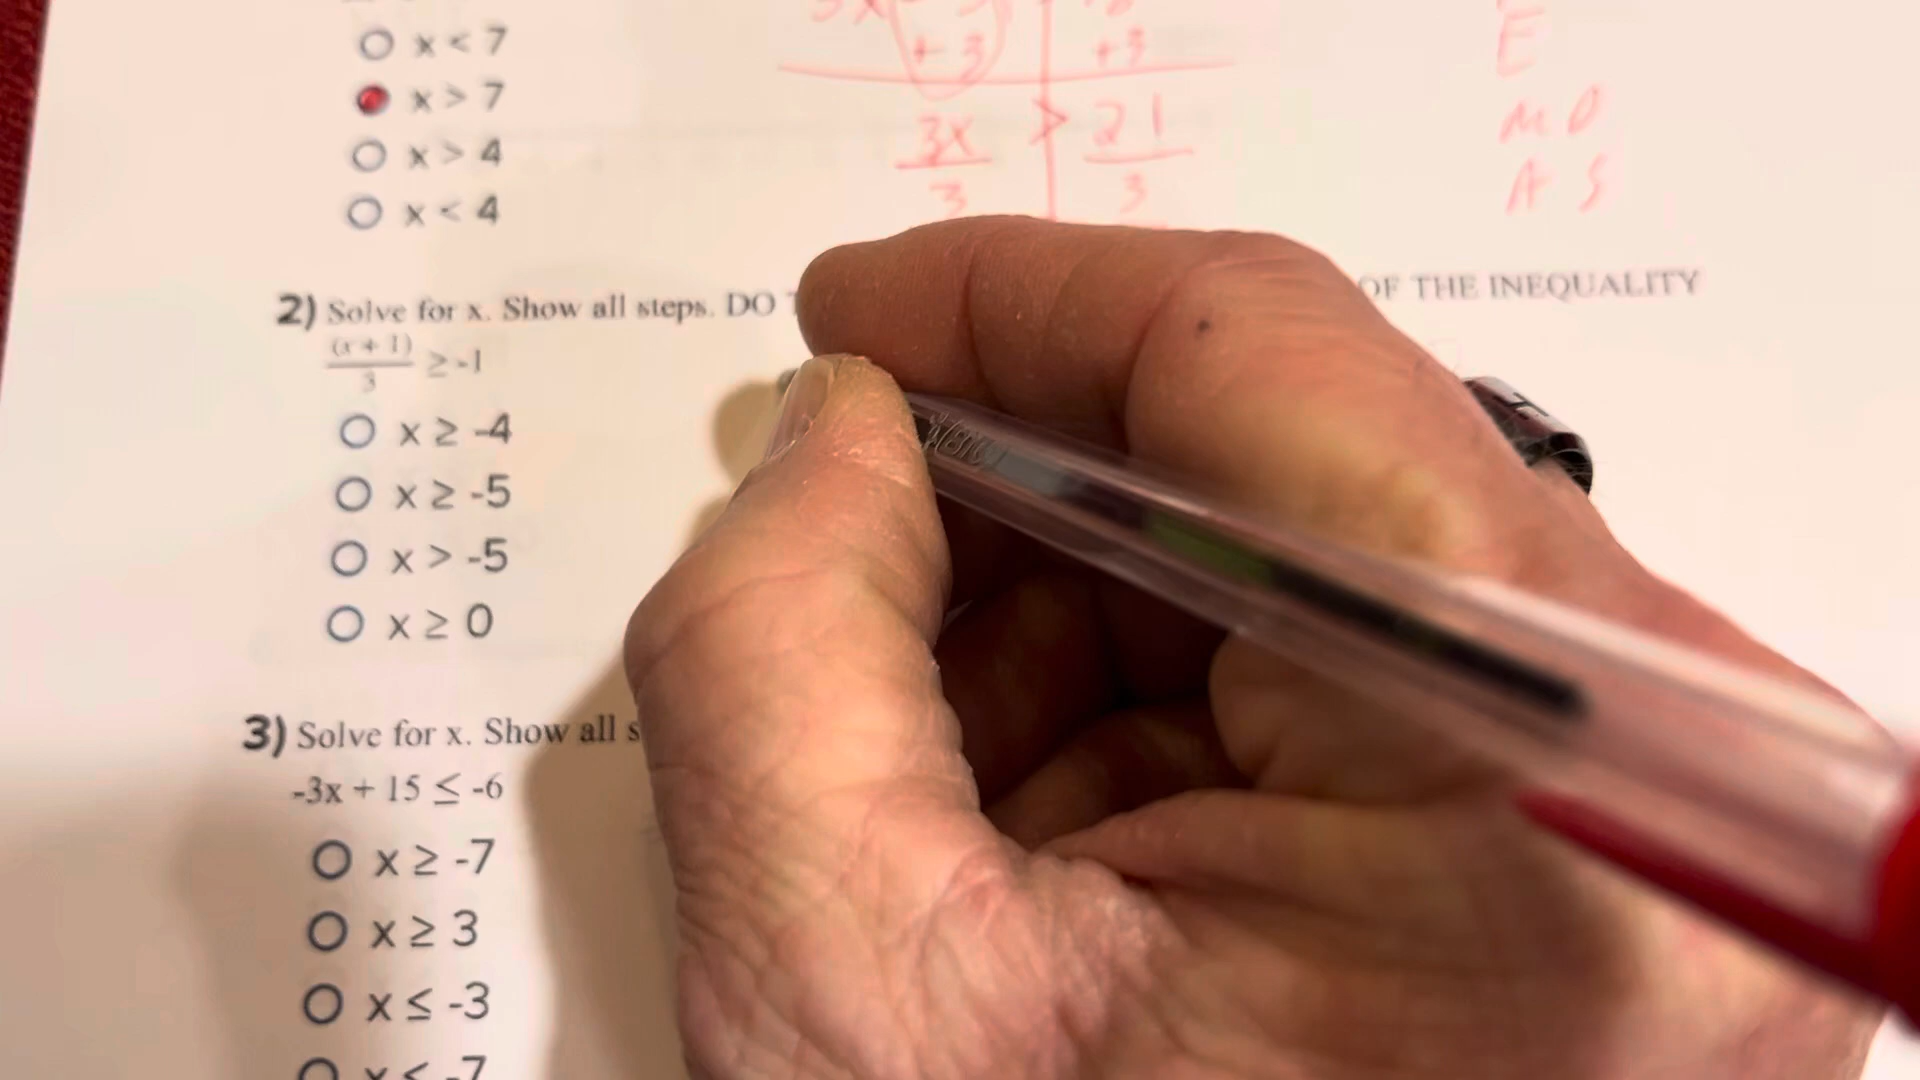 x < 7
x > 7
x > 4
x < 4
+ 3 +3
3x > 21
3 3
E
M D
A S
2) Solve for x. Show all steps. DO OF THE INEQUALITY
(x + 1)
3
≥ -1
x ≥ -4
x ≥ -5
x > -5
x ≥ 0
3) Solve for x. Show all s
-3x + 15 ≤ -6
x ≥ -7
x ≥ 3
x ≤ -3
x ≤ -7
BIC